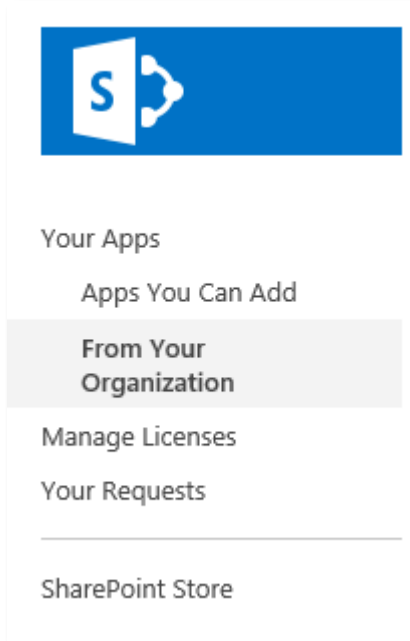 S
Your Apps
Apps You Can Add
From Your
Organization
Manage Licenses
Your Requests
SharePoint Store